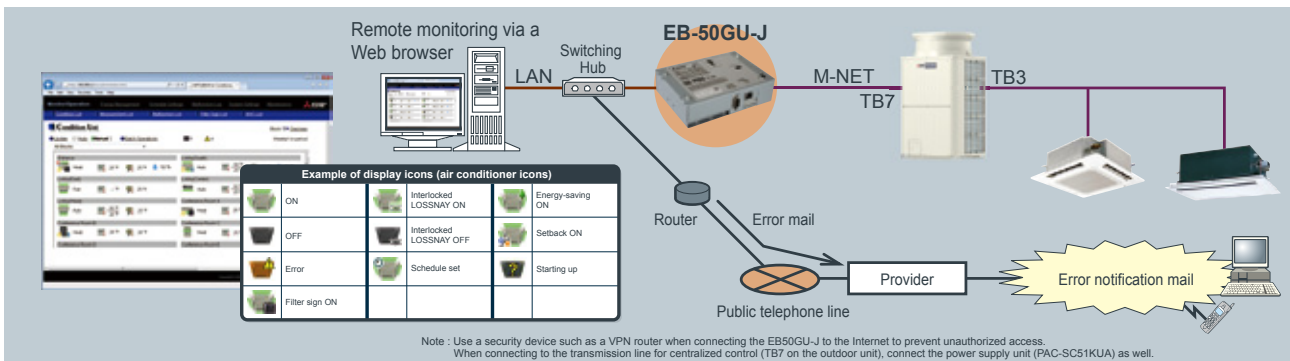 Remote monitoring via a
Web browser
LAN
Switching
Hub
EB-50GU-J
M-NET
TB7
TB3
Example of display icons (air conditioner icons)
ON
Interlocked
LOSSNAY ON
Energy-saving
ON
OFF
Interlocked
LOSSNAY OFF
Setback ON
Error
Schedule set
Starting up
Filter sign ON
Router
Error mail
Public telephone line
Provider
Error notification mail
Note : Use a security device such as a VPN router when connecting the EB50GU-J to the Internet to prevent unauthorized access.
When connecting to the transmission line for centralized control (TB7 on the outdoor unit), connect the power supply unit (PAC-SC51KUA) as well.